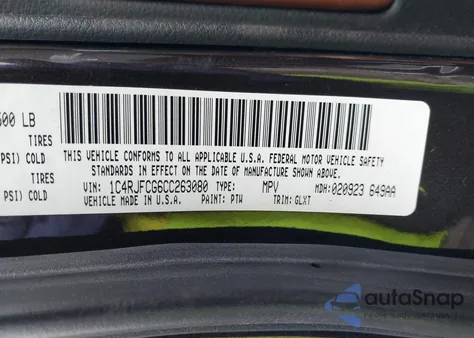 500 LB
TIRES
PSI) COLD
TIRES
PSI) COLD
THIS VEHICLE CONFORMS TO ALL APPLICABLE U.S.A. FEDERAL MOTOR VEHICLE SAFETY
STANDARDS IN EFFECT ON THE DATE OF MANUFACTURE SHOWN ABOVE.
VIN: 1C4RJFCG6CC263080 TYPE: MPV MDH: 020923 649AA
VEHICLE MADE IN U.S.A. PAINT: PTW TRIM: GLXT
autoSnap